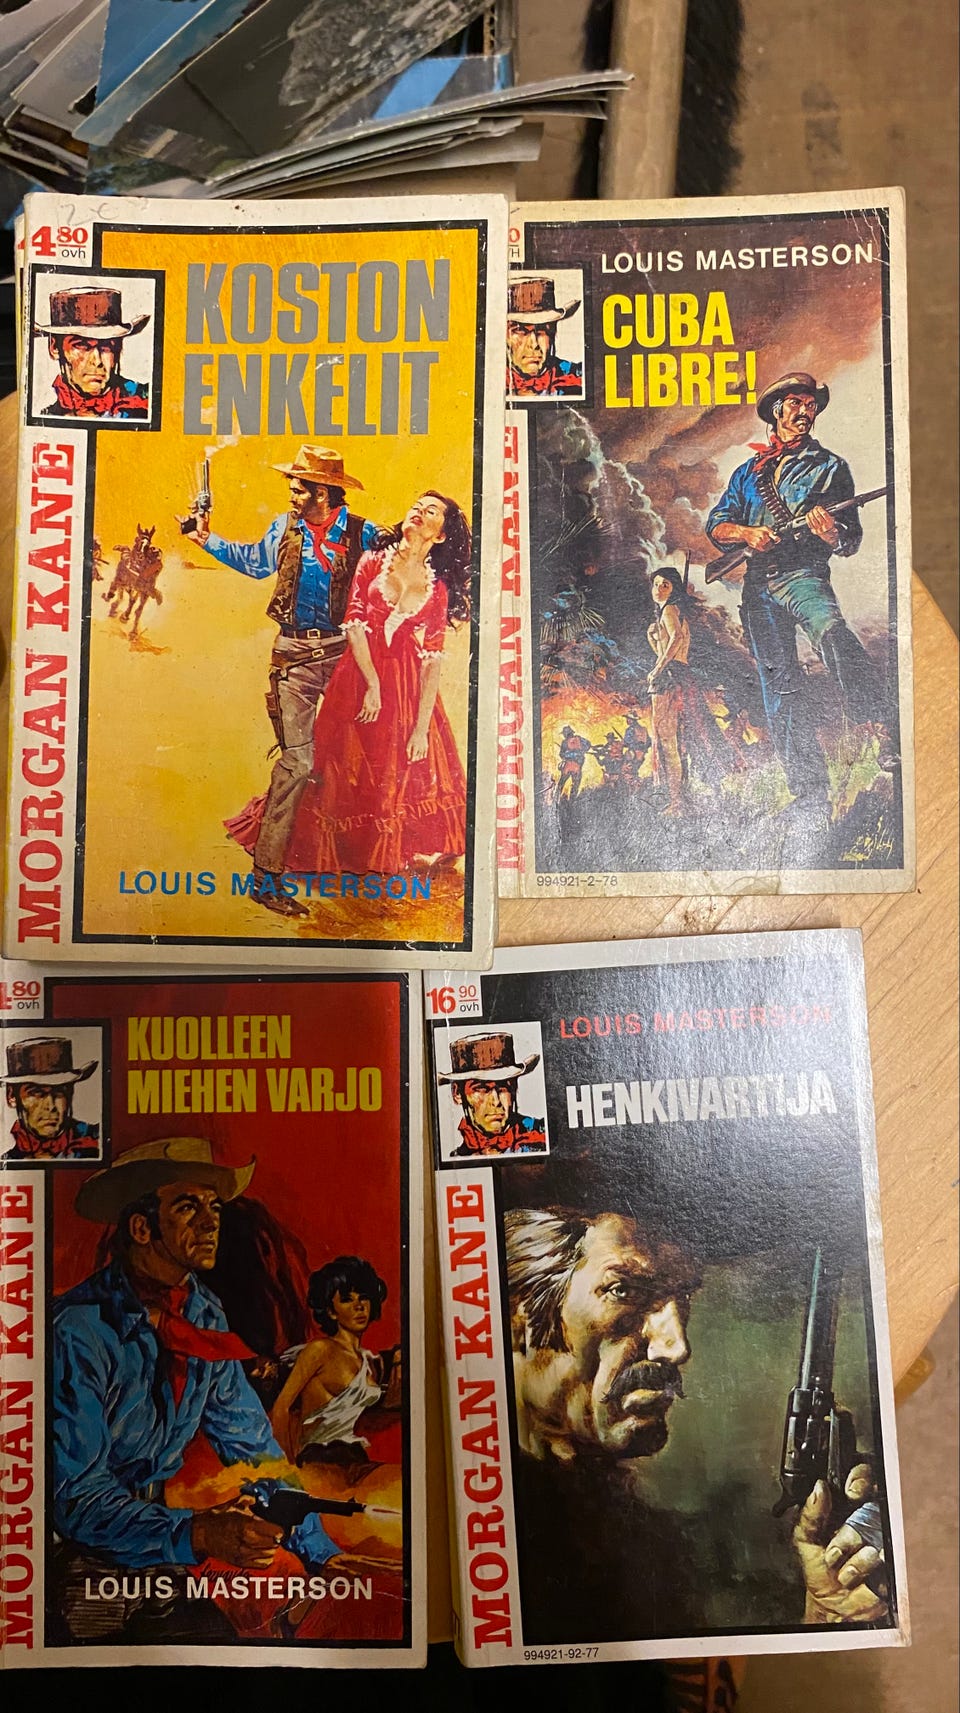 4 80
ovh
KOSTON
ENKELIT
MORGAN KANE
LOUIS MASTERSON
LOUIS MASTERSON
CUBA
LIBRE!
MORGAN KANE
994921-2-78
80
ovh
KUOLLEEN
MIEHEN VARJO
MORGAN KANE
LOUIS MASTERSON
16 90
ovh
LOUIS MASTERSON
HENKIVARTIJA
MORGAN KANE
994921-92-77